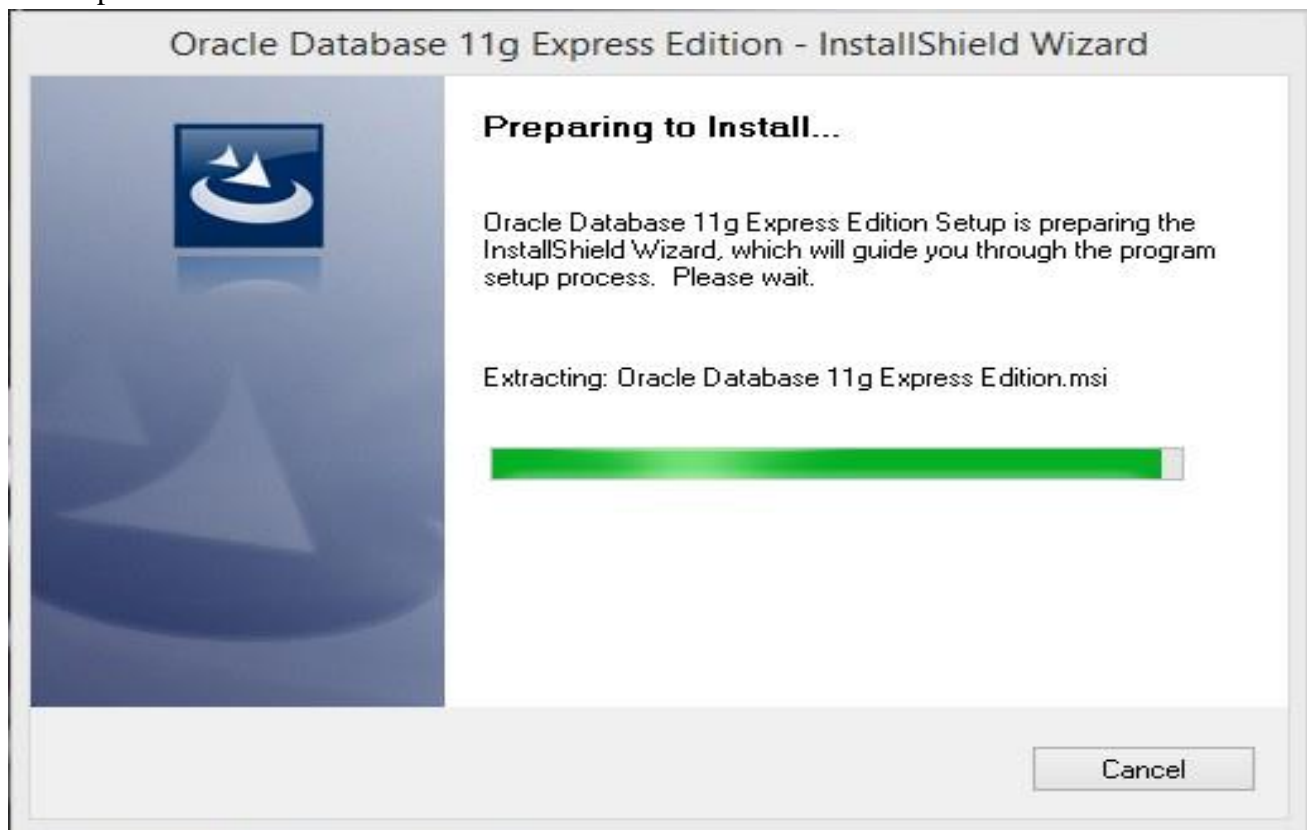 Oracle Database 11g Express Edition - InstallShield Wizard
Preparing to Install...
Oracle Database 11g Express Edition Setup is preparing the
InstallShield Wizard, which will guide you through the program
setup process.  Please wait.
Extracting: Oracle Database 11g Express Edition.msi
Cancel